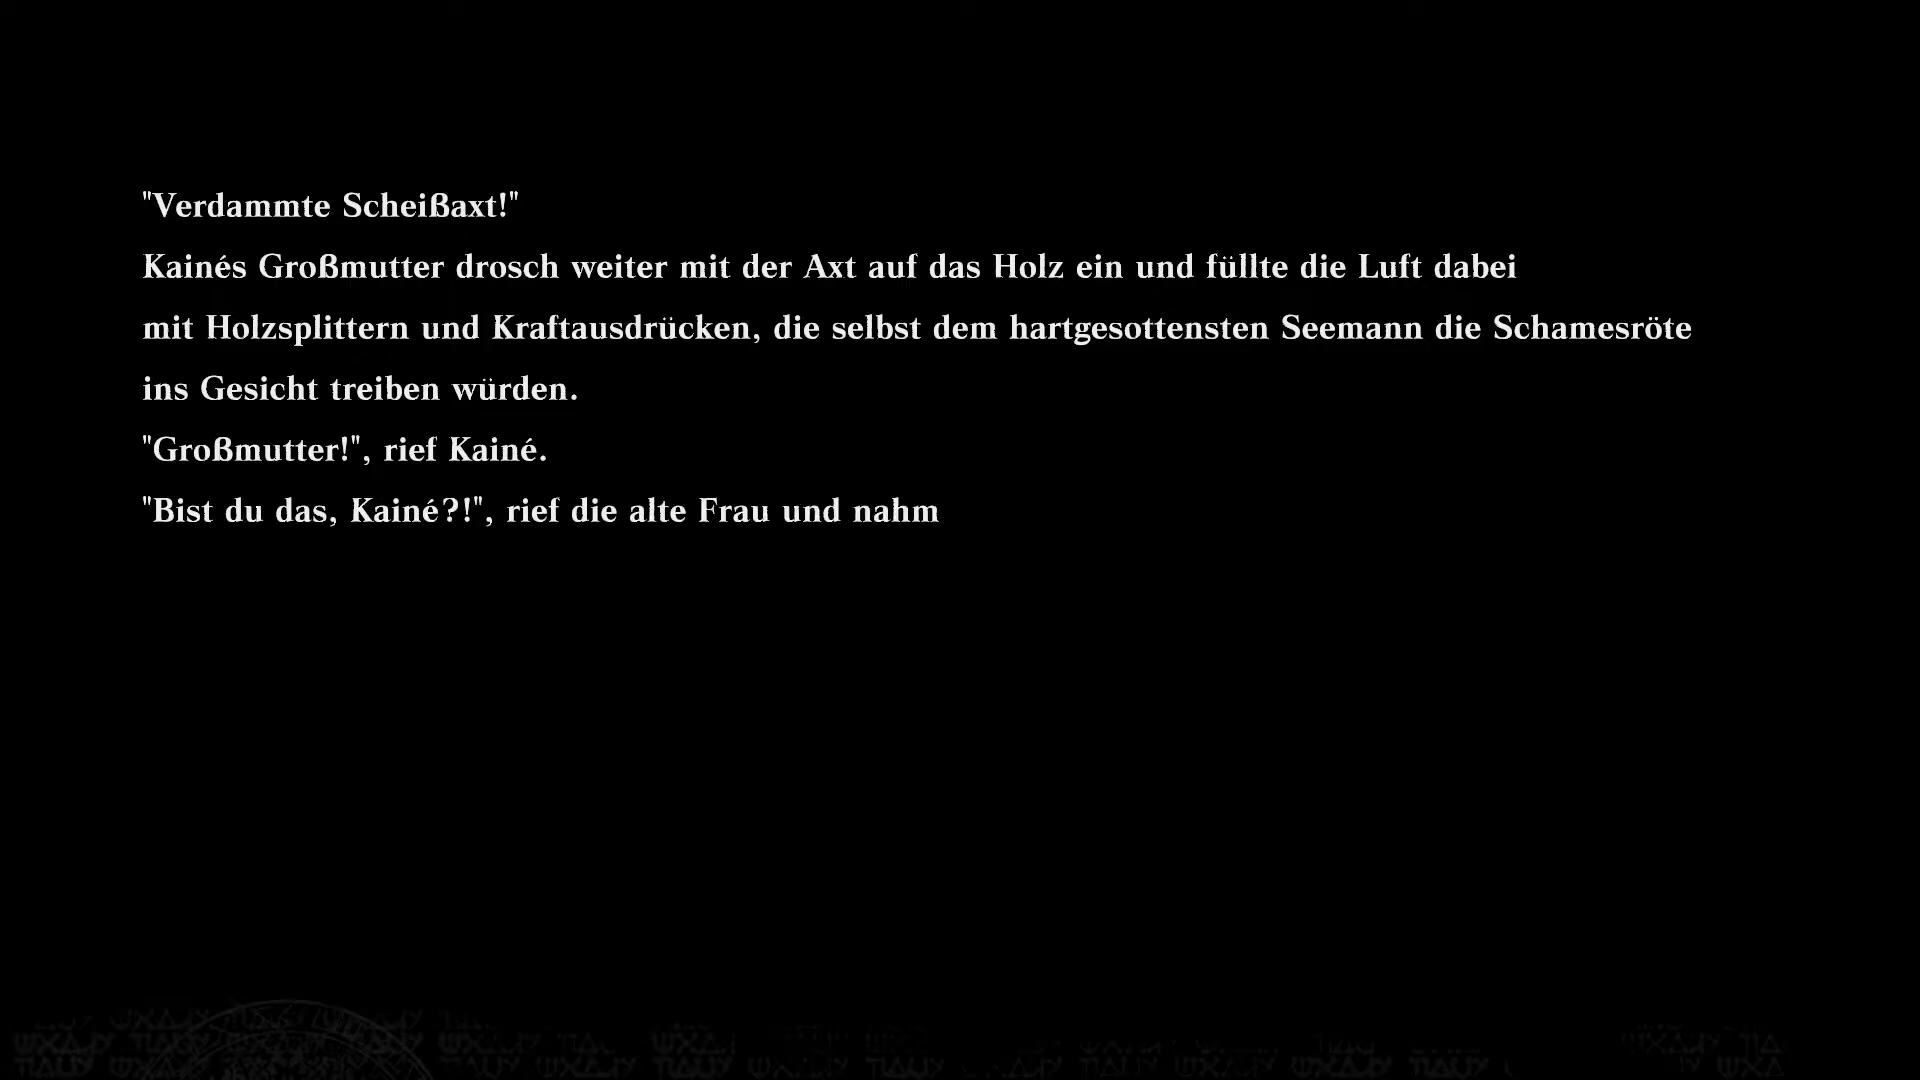 "Verdammte Scheißaxt!"
Kainés Großmutter drosch weiter mit der Axt auf das Holz ein und füllte die Luft dabei
mit Holzsplittern und Kraftausdrücken, die selbst dem hartgesottensten Seemann die Schamesröte
ins Gesicht treiben würden.
"Großmutter!", rief Kainé.
"Bist du das, Kainé?!", rief die alte Frau und nahm